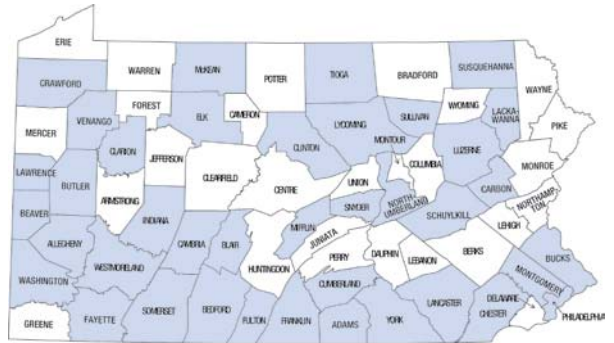 ERIE
CRAWFORD
WARREN
McKEAN
POTTER
TIOGA
BRADFORD
SUSQUEHANNA
WAYNE
FOREST
VENANGO
MERCER
ELK
CAMERON
CLINTON
LYCOMING
SULLIVAN
WYOMING
LACKA-
WANNA
PIKE
MONTOUR
COLUMBIA
LUZERNE
MONROE
CLARION
JEFFERSON
CLEARFIELD
CENTRE
UNION
SNYDER
NORTH-
UMBERLAND
CARBON
NORTHAMP-
TON
LAWRENCE
BUTLER
ARMSTRONG
INDIANA
BEAVER
ALLEGHENY
WESTMORELAND
CAMBRIA
BLAIR
HUNTINGDON
MIFFLIN
JUNIATA
PERRY
DAUPHIN
LEBANON
SCHUYLKILL
BERKS
LEHIGH
BUCKS
MONTGOMERY
WASHINGTON
GREENE
FAYETTE
SOMERSET
BEDFORD
FULTON
FRANKLIN
CUMBERLAND
ADAMS
YORK
LANCASTER
DELAWARE
CHESTER
PHILADELPHIA